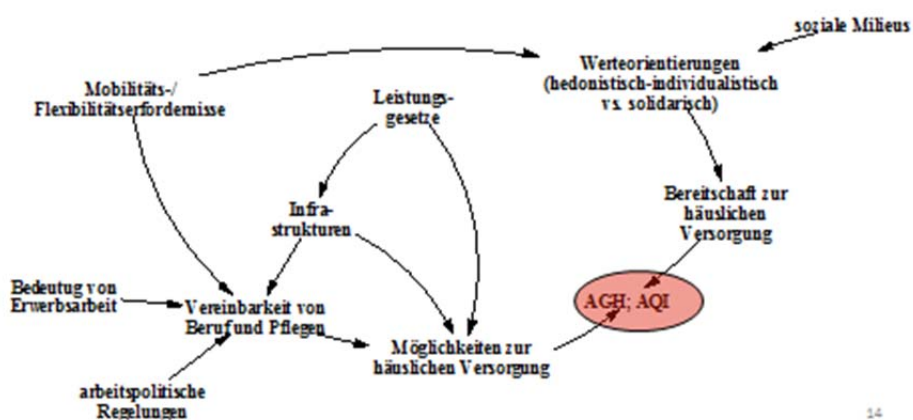 soziale Milieus
Werteorientierungen
(hedonistisch-individualistisch
vs. solidarisch)
Mobilitäts-/
Flexibilitätserfordernisse
Leistungs-
gesetze
Bereitschaft zur
häuslichen
Versorgung
Infra-
strukturen
Bedeutug von
Erwerbsarbeit
Vereinbarkeit von
Beruf und Pflegen
AGH; AQI
Möglichkeiten zur
häuslichen Versorgung
arbeitspolitische
Regelungen
14